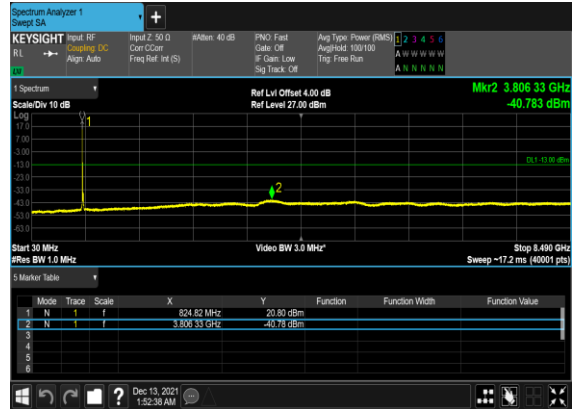 Spectrum Analyzer 1
Swept SA
+
KEYSIGHT Input: RF Input Z: 50 Ω #Atten: 40 dB PNO: Fast Avg Type: Power (RMS) 1 2 3 4 5 6
RL Coupling: DC Corr CCorr Gate: Off Avg|Hold: 100/100 A W W W W W
Align: Auto Freq Ref: Int (S) IF Gain: Low Trig: Free Run
Sig Track: Off A N N N N N
1 Spectrum Ref Lvl Offset 4.00 dB Mkr2 3.806 33 GHz
Scale/Div 10 dB Ref Level 27.00 dBm -40.783 dBm
Log
17.0
7.00
-3.00
-13.0
-23.0
-33.0
-43.0
-53.0
-63.0
1
DL1 -13.00 dBm
2
Start 30 MHz Video BW 3.0 MHz* Stop 8.490 GHz
#Res BW 1.0 MHz Sweep ~17.2 ms (40001 pts)
5 Marker Table
Mode Trace Scale X Y Function Function Width Function Value
1 N 1 f 824.82 MHz 20.80 dBm
2 N 1 f 3.806 33 GHz -40.78 dBm
3
4
5
6
? Dec 13, 2021
1:52:38 AM